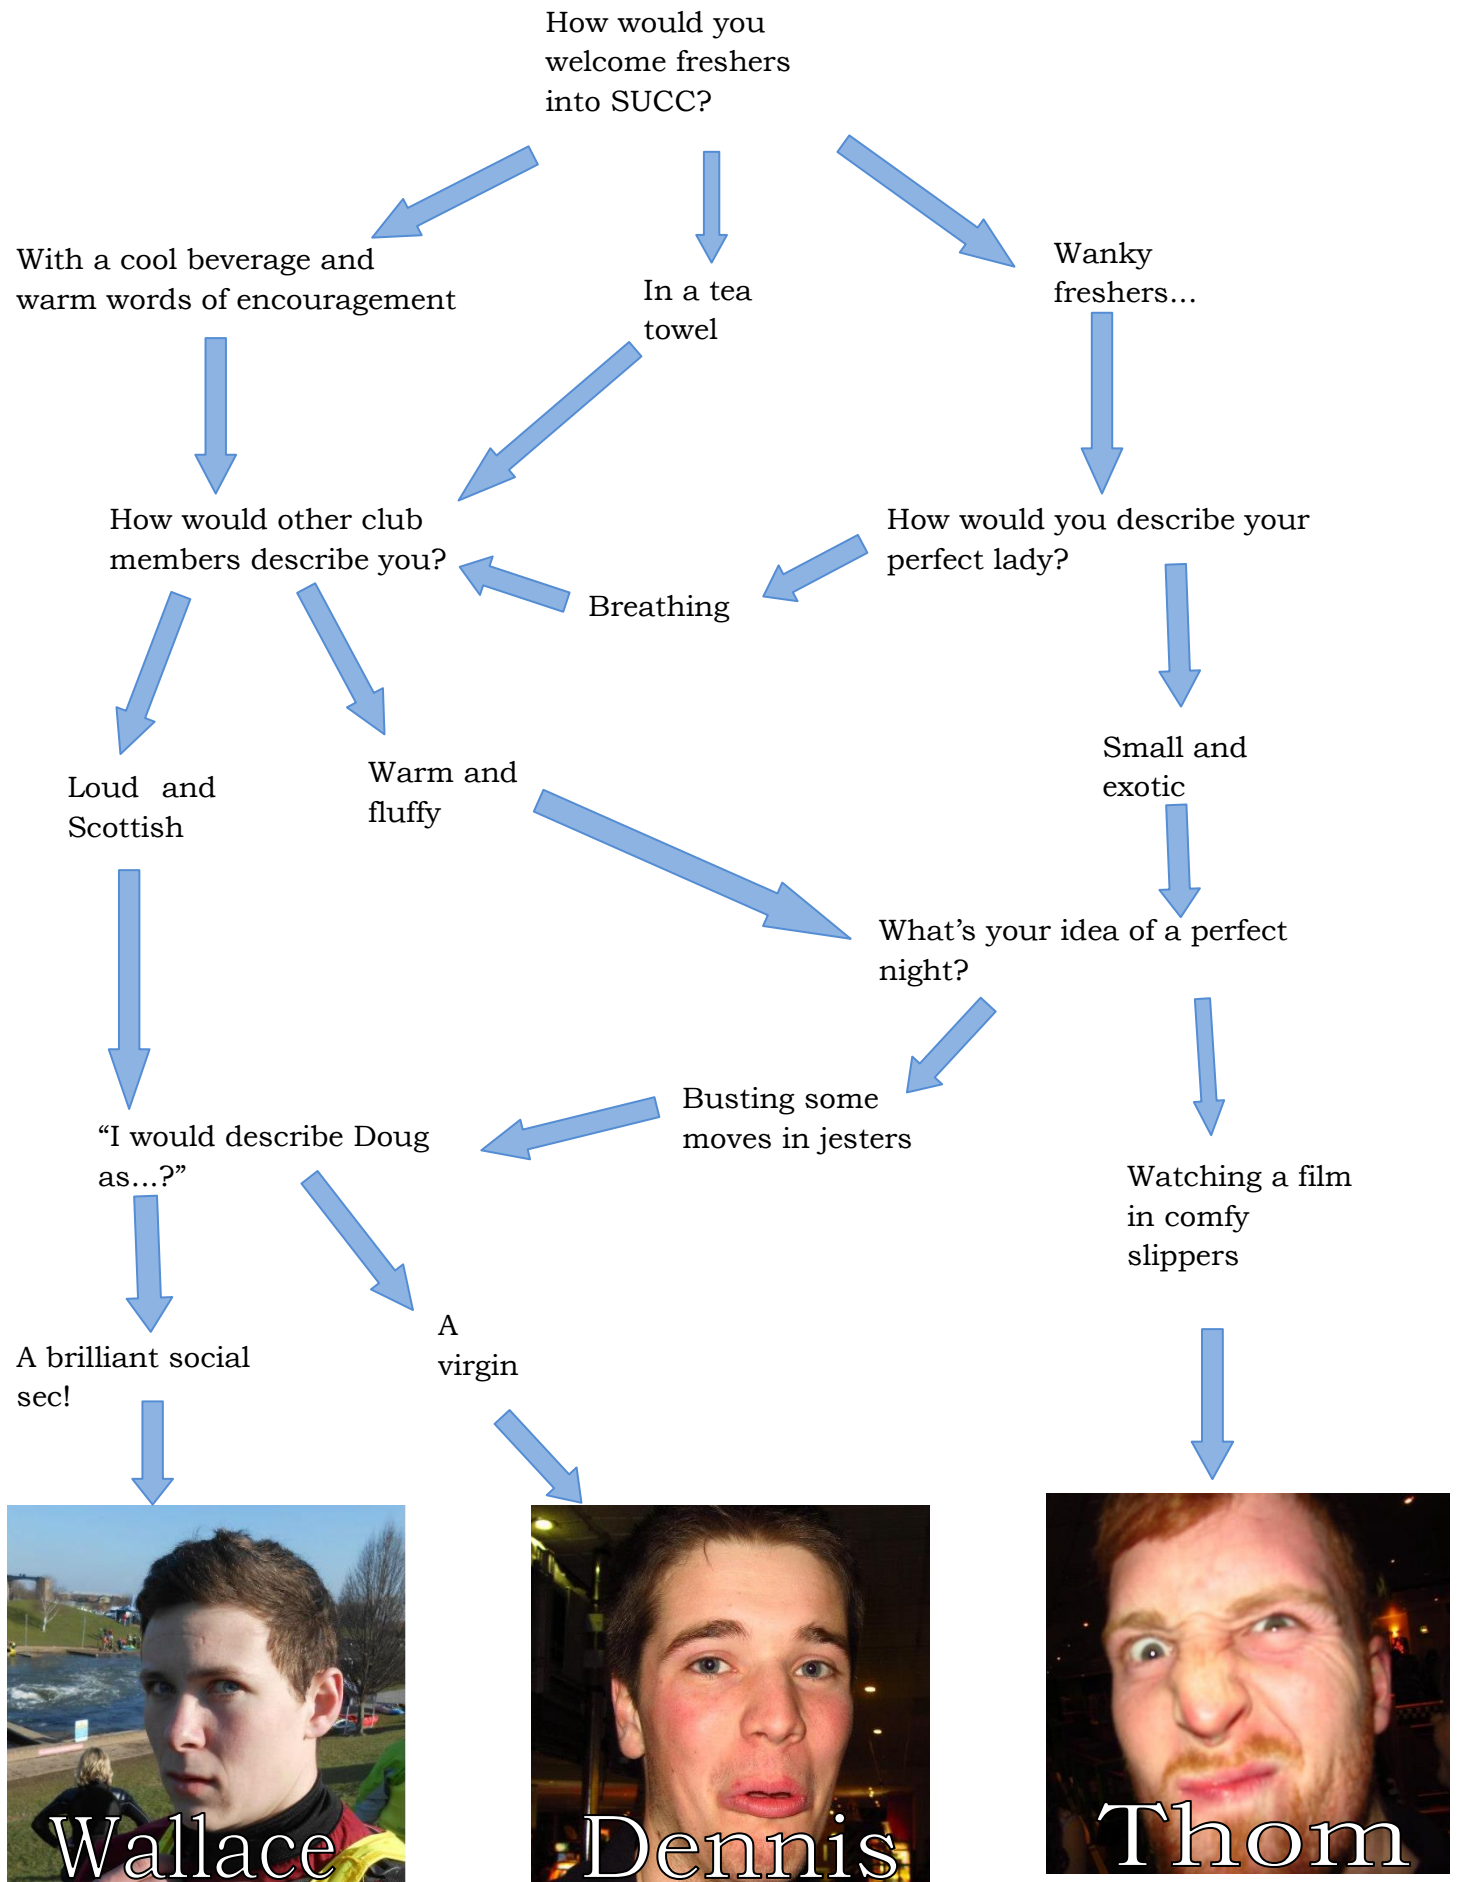 How would you
welcome freshers
into SUCC?
With a cool beverage and
warm words of encouragement
In a tea
towel
Wanky
freshers…
How would other club
members describe you?
Breathing
How would you describe your
perfect lady?
Loud  and
Scottish
Warm and
fluffy
Small and
exotic
What’s your idea of a perfect
night?
“I would describe Doug
as…?”
Busting some
moves in jesters
Watching a film
in comfy
slippers
A brilliant social
sec!
A
virgin
Wallace
Dennis
Thom